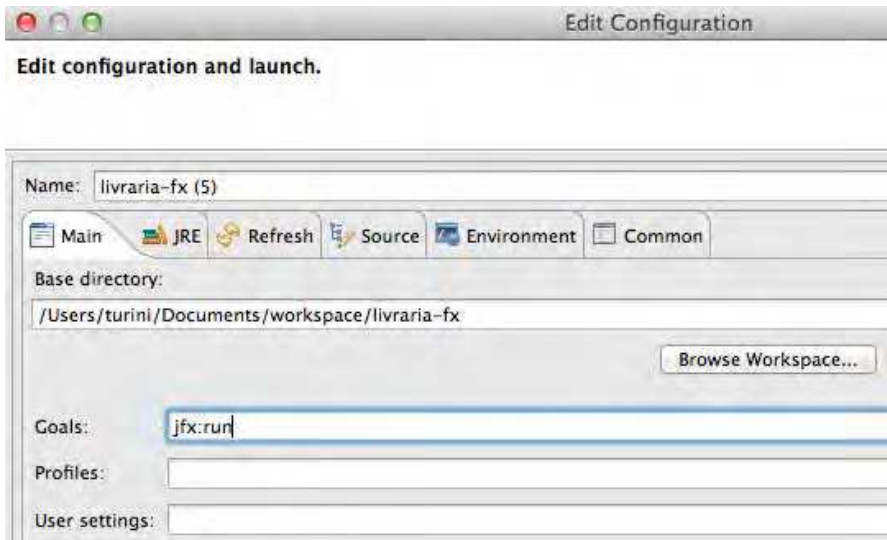 Edit Configuration
Edit configuration and launch.
Name: livraria-fx (5)
Main JRE Refresh Source Environment Common
Base directory:
/Users/turini/Documents/workspace/livraria-fx
Browse Workspace...
Goals: jfx:run
Profiles:
User settings: